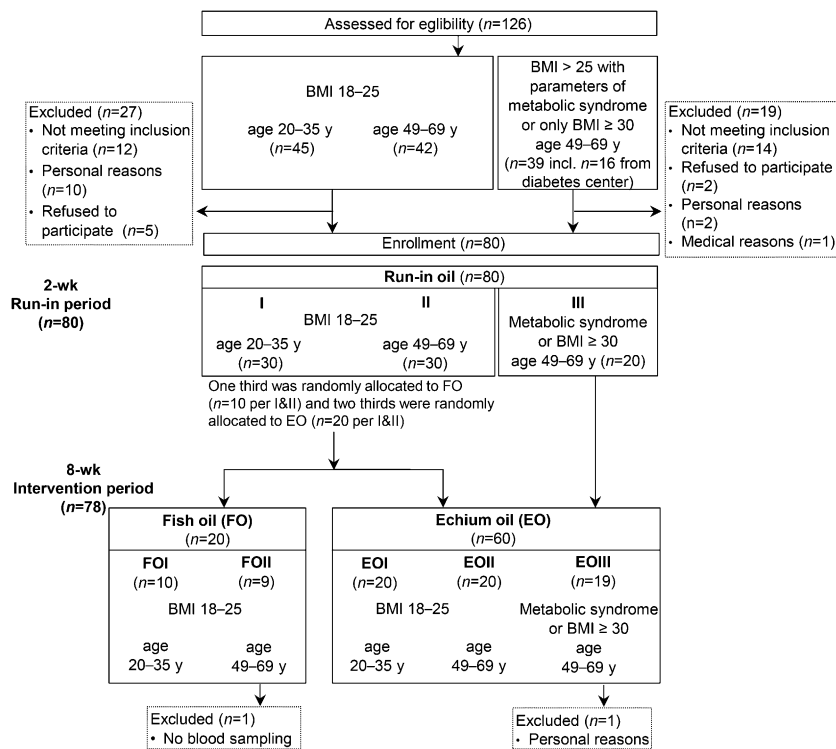 Assessed for eglibility (n=126)
BMI 18–25
age 20–35 y
(n=45)
age 49–69 y
(n=42)
BMI > 25 with
parameters of
metabolic syndrome
or only BMI ≥ 30
age 49–69 y
(n=39 incl. n=16 from
diabetes center)
Excluded (n=27)
• Not meeting inclusion
criteria (n=12)
• Personal reasons
(n=10)
• Refused to
participate (n=5)
Excluded (n=19)
• Not meeting inclusion
criteria (n=14)
• Refused to participate
(n=2)
• Personal reasons
(n=2)
• Medical reasons (n=1)
Enrollment (n=80)
2-wk
Run-in period
(n=80)
Run-in oil (n=80)
I
II
BMI 18–25
age 20–35 y
(n=30)
age 49–69 y
(n=30)
III
Metabolic syndrome
or BMI ≥ 30
age 49–69 y (n=20)
One third was randomly allocated to FO
(n=10 per I&II) and two thirds were randomly
allocated to EO (n=20 per I&II)
8-wk
Intervention period
(n=78)
Fish oil (FO)
(n=20)
FOI
(n=10)
FOII
(n=9)
BMI 18–25
age
20–35 y
age
49–69 y
Echium oil (EO)
(n=60)
EOI
(n=20)
EOII
(n=20)
EOIII
(n=19)
BMI 18–25
Metabolic syndrome
or BMI ≥ 30
age
20–35 y
age
49–69 y
age
49–69 y
Excluded (n=1)
• No blood sampling
Excluded (n=1)
• Personal reasons